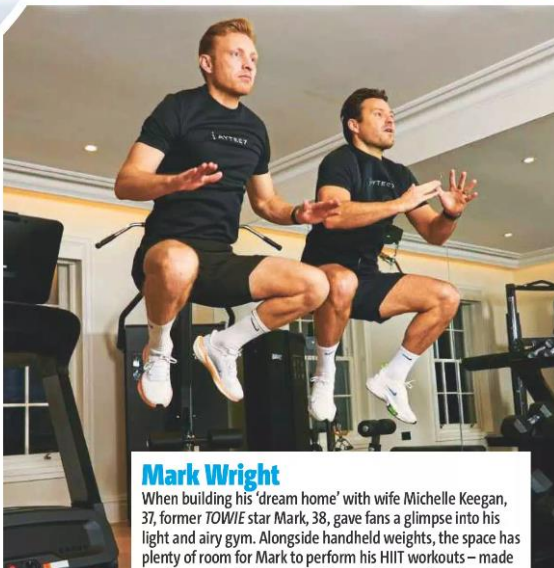 Mark Wright
When building his ‘dream home’ with wife Michelle Keegan,
37, former TOWIE star Mark, 38, gave fans a glimpse into his
light and airy gym. Alongside handheld weights, the space has
plenty of room for Mark to perform his HIIT workouts – made